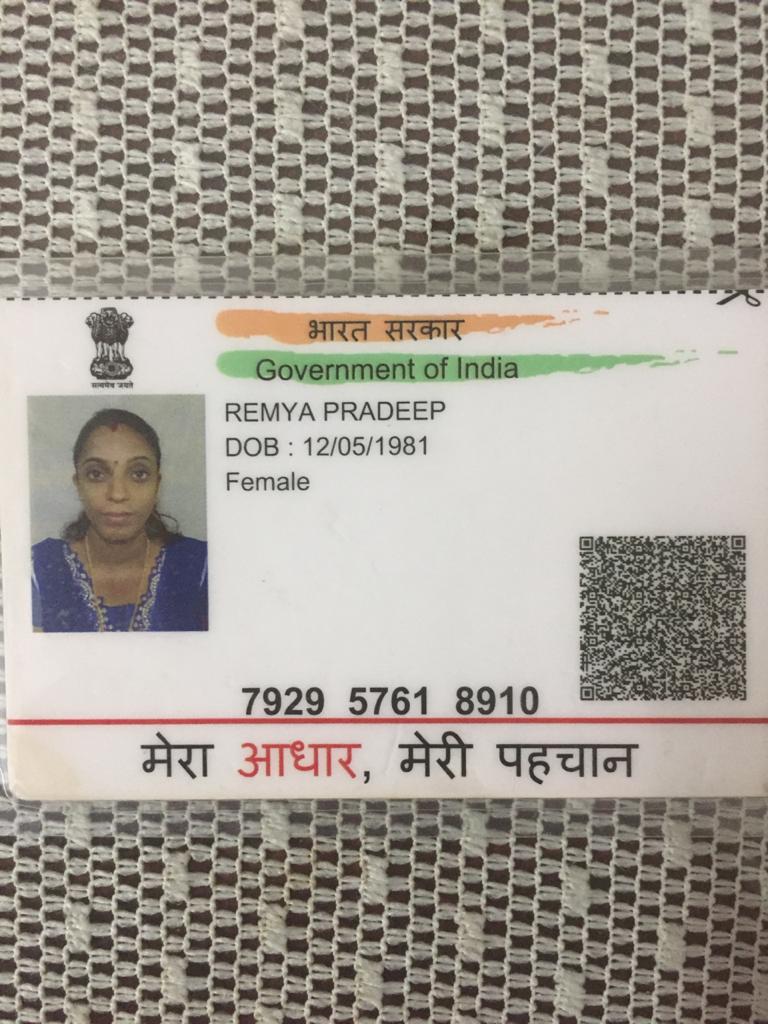 सत्यमेव जयते
भारत सरकार
Government of India
REMYA PRADEEP
DOB : 12/05/1981
Female
7929 5761 8910
मेरा आधार, मेरी पहचान